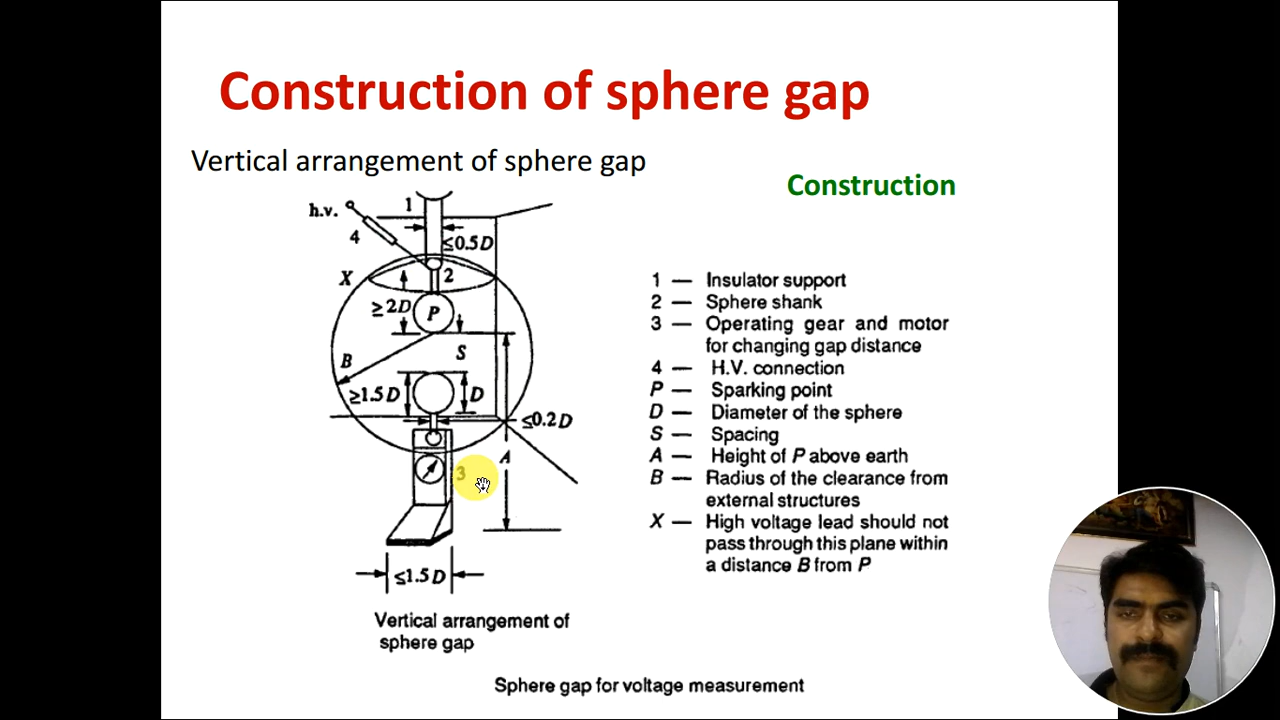 Construction of sphere gap
Vertical arrangement of sphere gap
Construction
h.v.
1
4
≤0.5D
X
2
≥2D
P
B
S
≥1.5D
D
≤0.2D
A
3
≤1.5D
Vertical arrangement of
sphere gap
1 — Insulator support
2 — Sphere shank
3 — Operating gear and motor
for changing gap distance
4 — H.V. connection
P — Sparking point
D — Diameter of the sphere
S — Spacing
A — Height of P above earth
B — Radius of the clearance from
external structures
X — High voltage lead should not
pass through this plane within
a distance B from P
Sphere gap for voltage measurement